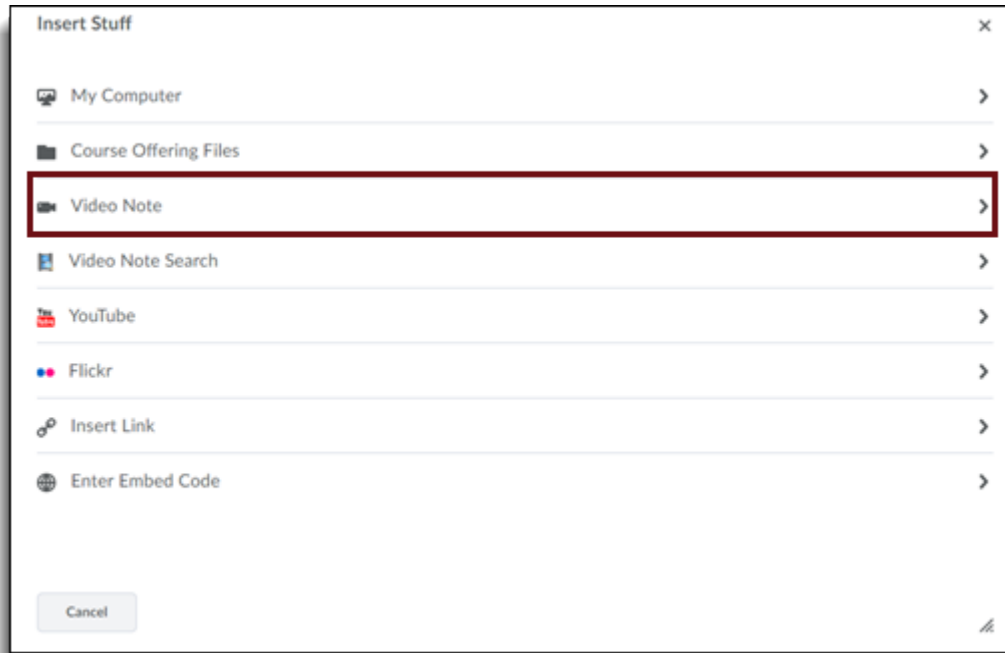 Insert Stuff
My Computer
Course Offering Files
Video Note
Video Note Search
YouTube
Flickr
Insert Link
Enter Embed Code
Cancel